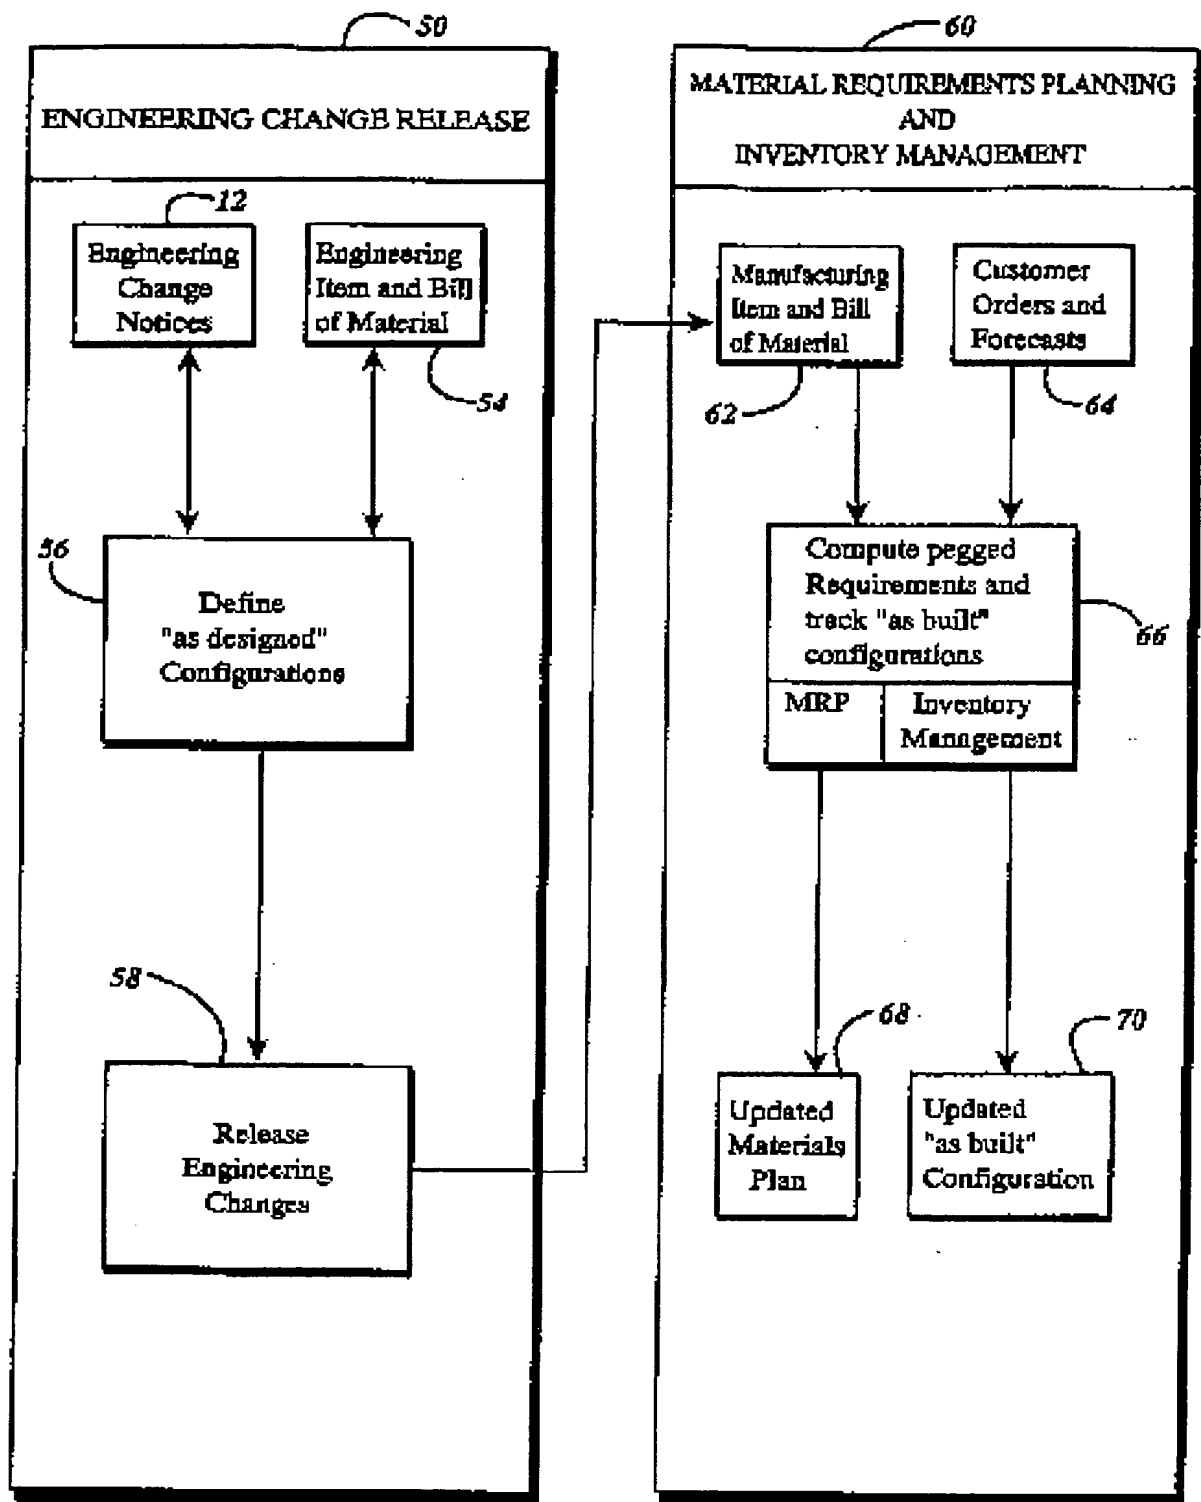 50
ENGINEERING CHANGE RELEASE
12
Engineering
Change
Notices
Engineering
Item and Bill
of Material
54
56
Define
"as designed"
Configurations
58
Release
Engineering
Changes
60
MATERIAL REQUIREMENTS PLANNING
AND
INVENTORY MANAGEMENT
Manufacturing
Item and Bill
of Material
62
Customer
Orders and
Forecasts
64
Compute pegged
Requirements and
track "as built"
configurations
66
MRP
Inventory
Management
68
Updated
Materials
Plan
70
Updated
"as built"
Configuration